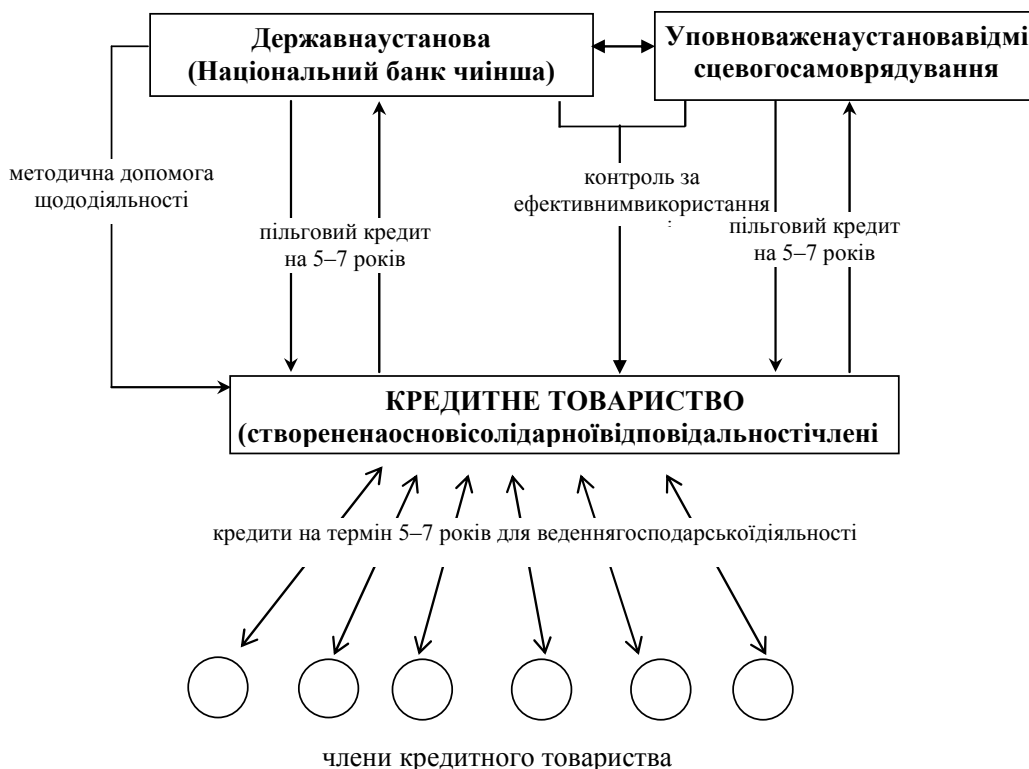 Державнаустанова
(Національний банк чиінша)
Уповноваженаустановавідмі
сцевогосамоврядування
методична допомога
щододіяльності
контроль за
ефективнимвикористання
пільговий кредит
на 5–7 років
пільговий кредит
на 5–7 років
КРЕДИТНЕ ТОВАРИСТВО
(створененаосновісолідарноївідповідальностічлені
кредити на термін 5–7 років для веденнягосподарськоїдіяльності
члени кредитного товариства